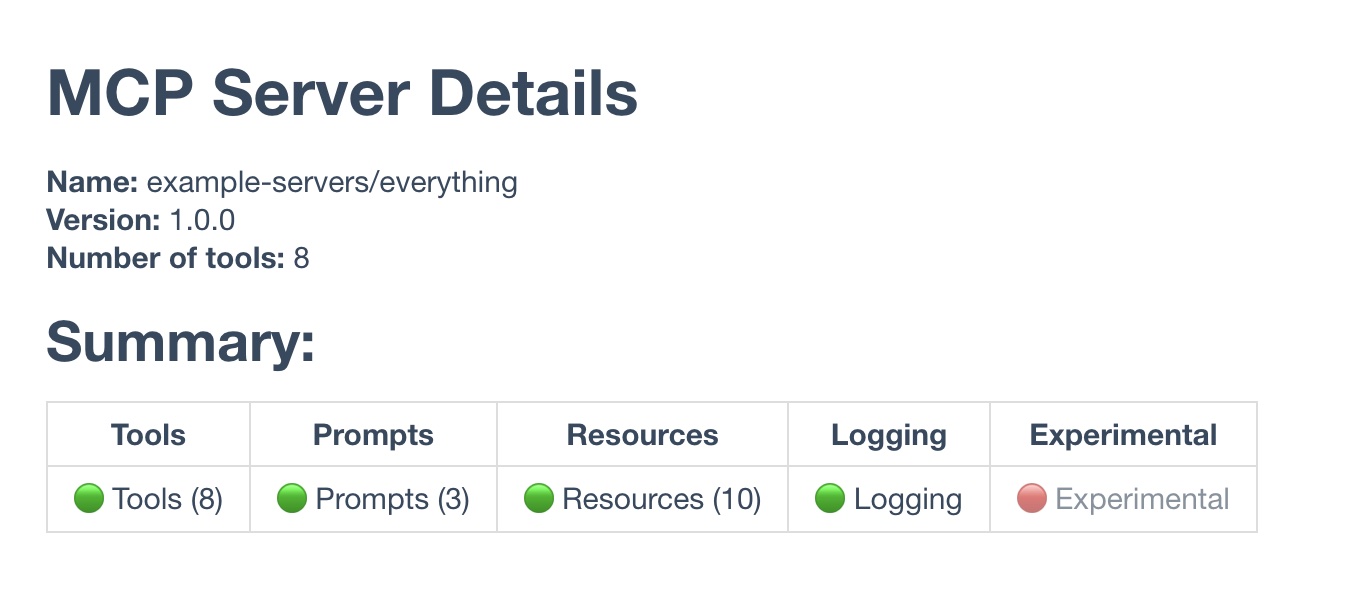 MCP Server Details
Name: example-servers/everything
Version: 1.0.0
Number of tools: 8
Summary:
Tools Prompts Resources Logging Experimental
Tools (8) Prompts (3) Resources (10) Logging Experimental